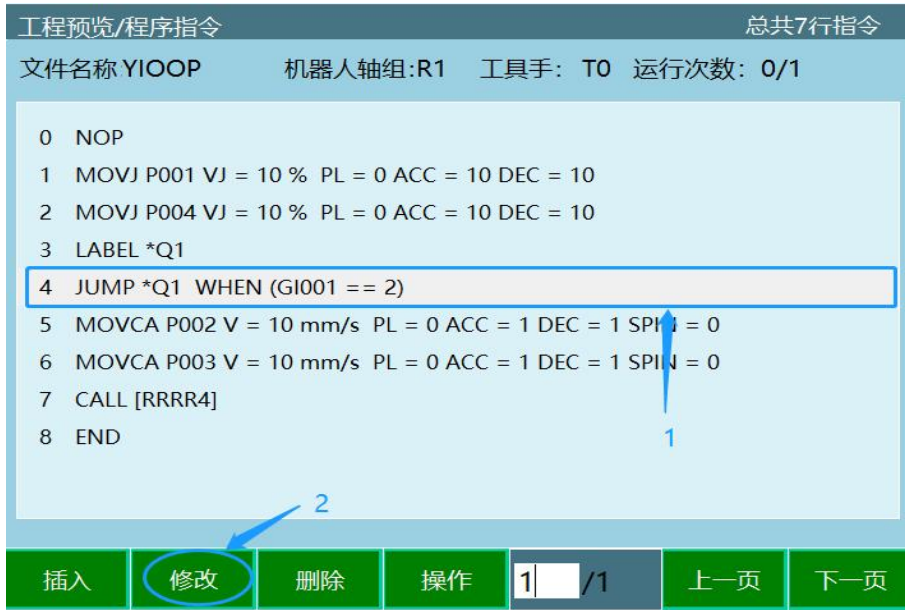 工程预览/程序指令 总共7行指令
文件名称:YIOOP 机器人轴组:R1 工具手: T0 运行次数: 0/1
0 NOP
1 MOVJ P001 VJ = 10 % PL = 0 ACC = 10 DEC = 10
2 MOVJ P004 VJ = 10 % PL = 0 ACC = 10 DEC = 10
3 LABEL *Q1
4 JUMP *Q1 WHEN (GI001 == 2)
5 MOVCA P002 V = 10 mm/s PL = 0 ACC = 1 DEC = 1 SPIN = 0
6 MOVCA P003 V = 10 mm/s PL = 0 ACC = 1 DEC = 1 SPIN = 0
7 CALL [RRRR4]
8 END
1
2
插入 修改 删除 操作 1 /1 上一页 下一页